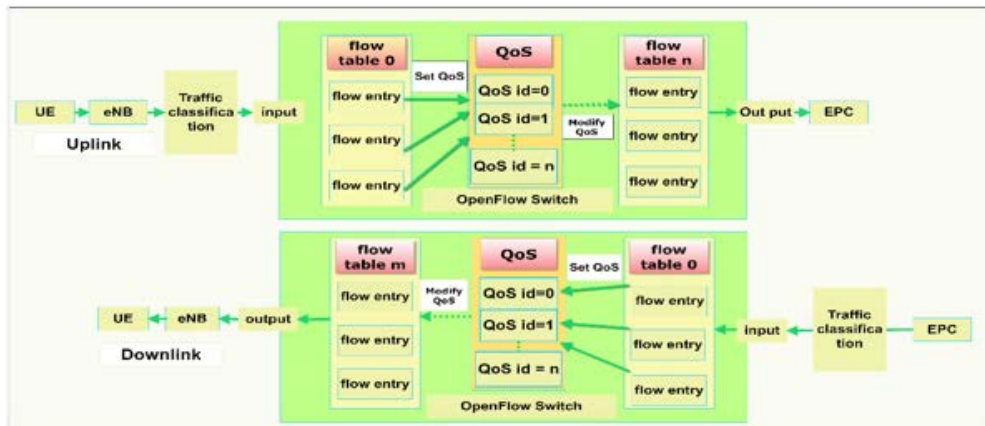 flow
table 0
QoS
flow
table n
Set QoS
flow entry
QoS id=0
flow entry
UE
eNB
Traffic
classifica
tion
input
flow entry
QoS id=1
Modify
QoS
flow entry
Out put
EPC
Uplink
QoS id = n
flow entry
flow entry
OpenFlow Switch
flow
table m
QoS
flow
table 0
Set QoS
Modify
QoS
flow entry
QoS id=0
flow entry
UE
eNB
output
flow entry
QoS id=1
flow entry
input
Traffic
classifica
tion
EPC
Downlink
QoS id = n
flow entry
flow entry
OpenFlow Switch